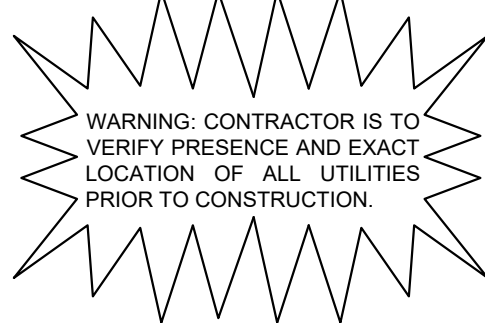 WARNING: CONTRACTOR IS TO
VERIFY PRESENCE AND EXACT
LOCATION OF ALL UTILITIES
PRIOR TO CONSTRUCTION.